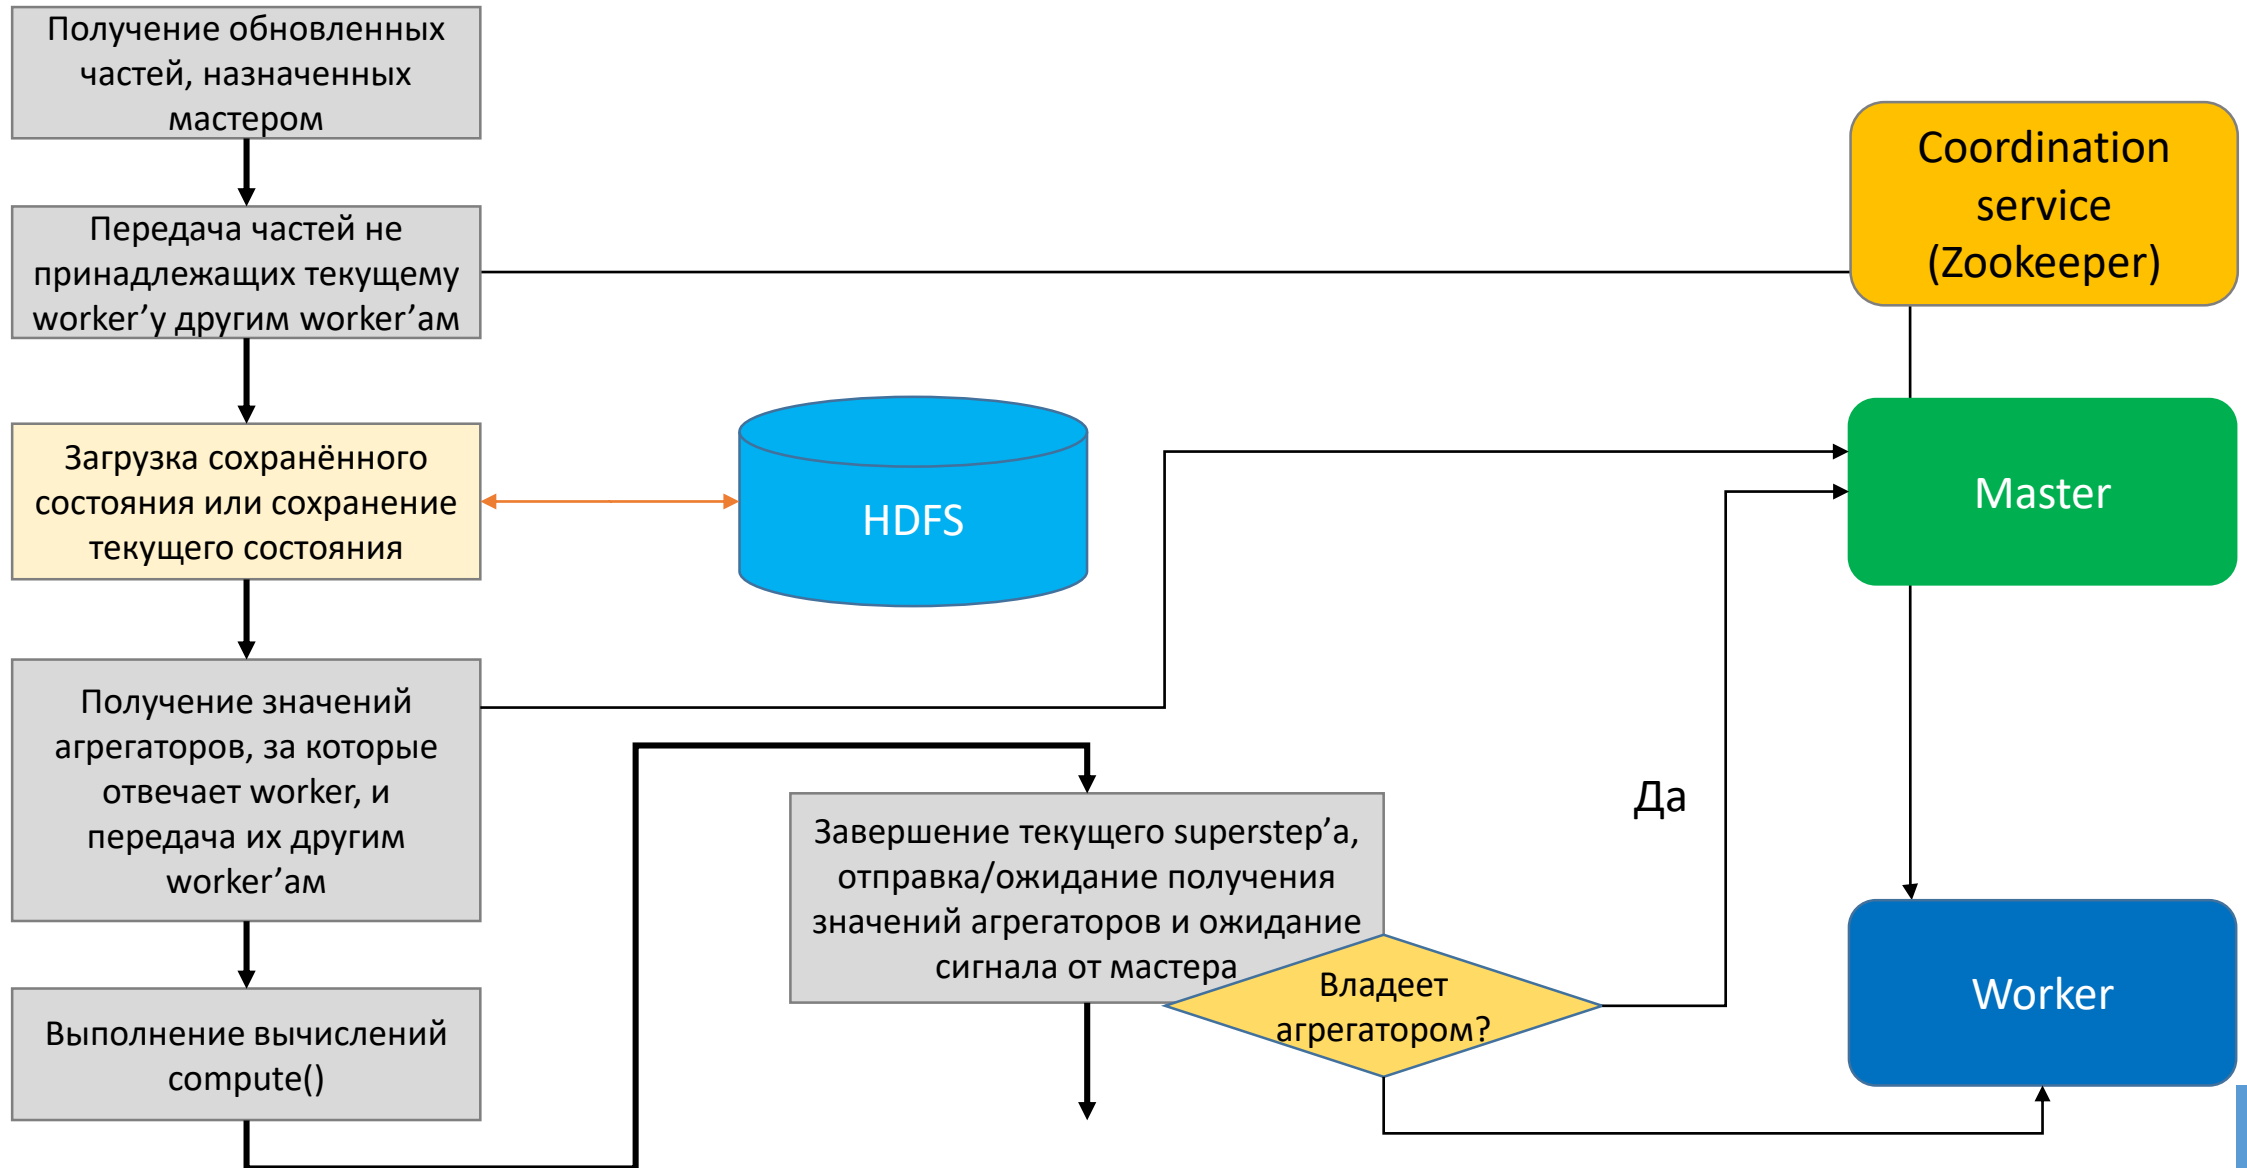 Получение обновленных
частей, назначенных
мастером
Передача частей не
принадлежащих текущему
worker’у другим worker’ам
Загрузка сохранённого
состояния или сохранение
текущего состояния
Получение значений
агрегаторов, за которые
отвечает worker, и
передача их другим
worker’ам
Выполнение вычислений
compute()
HDFS
Завершение текущего superstep’а,
отправка/ожидание получения
значений агрегаторов и ожидание
сигнала от мастера
Владеет
агрегатором?
Да
Coordination
service
(Zookeeper)
Master
Worker